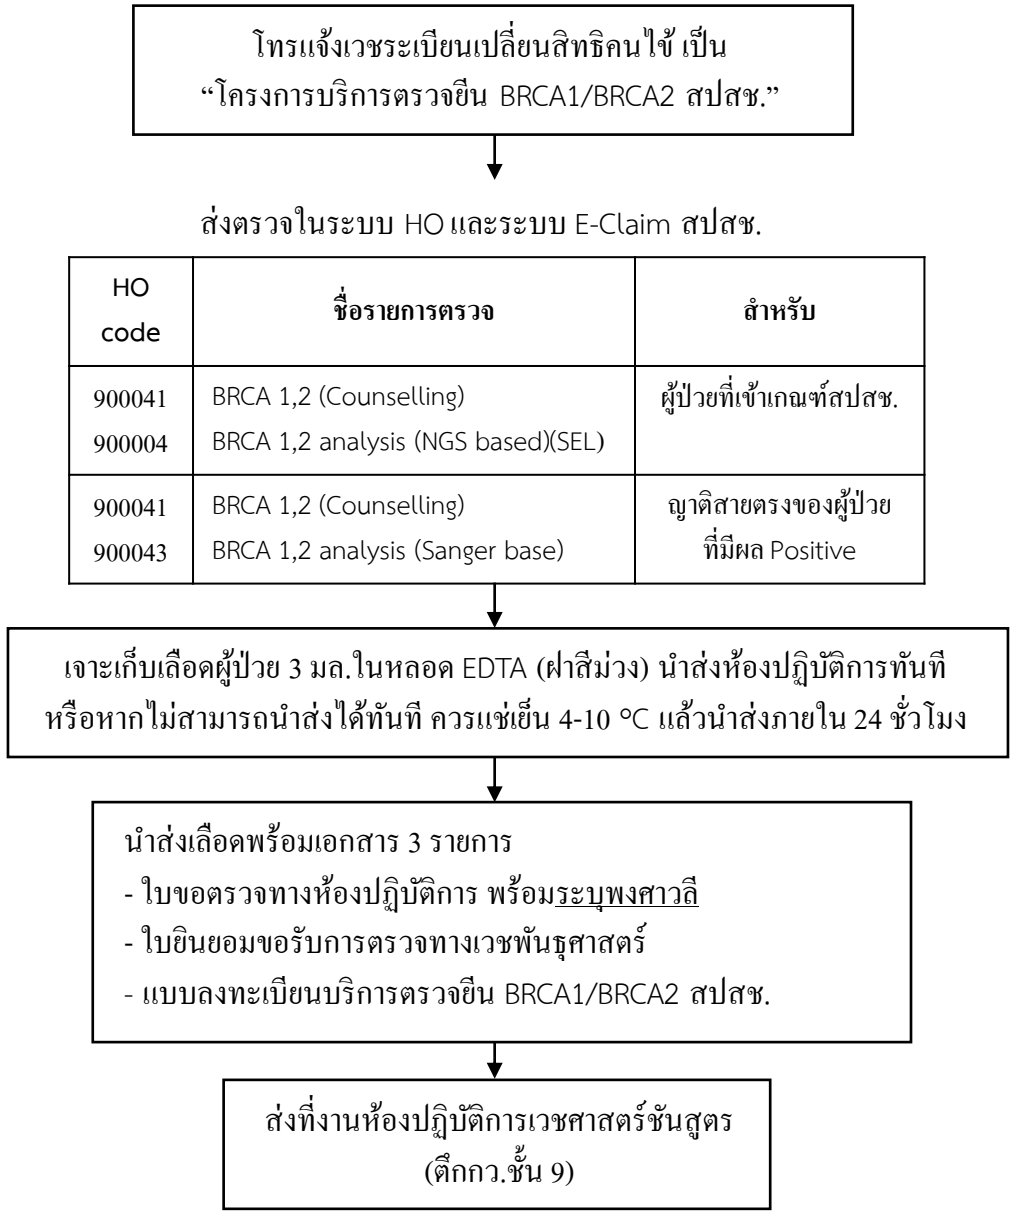 โทรแจ้งเวชระเบียนเปลี่ยนสิทธิคนไข้ เป็น
“โครงการบริการตรวจยีน BRCA1/BRCA2 สปสช.”
ส่งตรวจในระบบ HO และระบบ E-Claim สปสช.
HO code ชื่อรายการตรวจ สำหรับ
900041 BRCA 1,2 (Counselling) ผู้ป่วยที่เข้าเกณฑ์สปสช.
900004 BRCA 1,2 analysis (NGS based)(SEL)
900041 BRCA 1,2 (Counselling) ญาติสายตรงของผู้ป่วย
900043 BRCA 1,2 analysis (Sanger base) ที่มีผล Positive
เจาะเก็บเลือดผู้ป่วย 3 มล.ในหลอด EDTA (ฝาสีม่วง) นำส่งห้องปฏิบัติการทันที
หรือหากไม่สามารถนำส่งได้ทันที ควรแช่เย็น 4-10 °C แล้วนำส่งภายใน 24 ชั่วโมง
นำส่งเลือดพร้อมเอกสาร 3 รายการ
- ใบขอตรวจทางห้องปฏิบัติการ พร้อมระบุพงศาวลี
- ใบยินยอมขอรับการตรวจทางเวชพันธุศาสตร์
- แบบลงทะเบียนบริการตรวจยีน BRCA1/BRCA2 สปสช.
ส่งที่งานห้องปฏิบัติการเวชศาสตร์ชันสูตร
(ตึกกว.ชั้น 9)